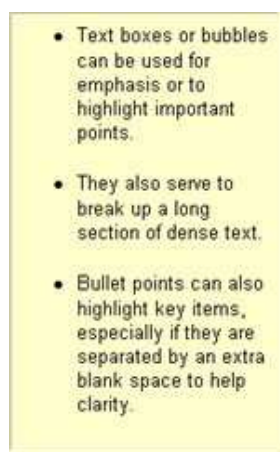 • Text boxes or bubbles
can be used for
emphasis or to
highlight important
points.
• They also serve to
break up a long
section of dense text.
• Bullet points can also
highlight key items,
especially if they are
separated by an extra
blank space to help
clarity.